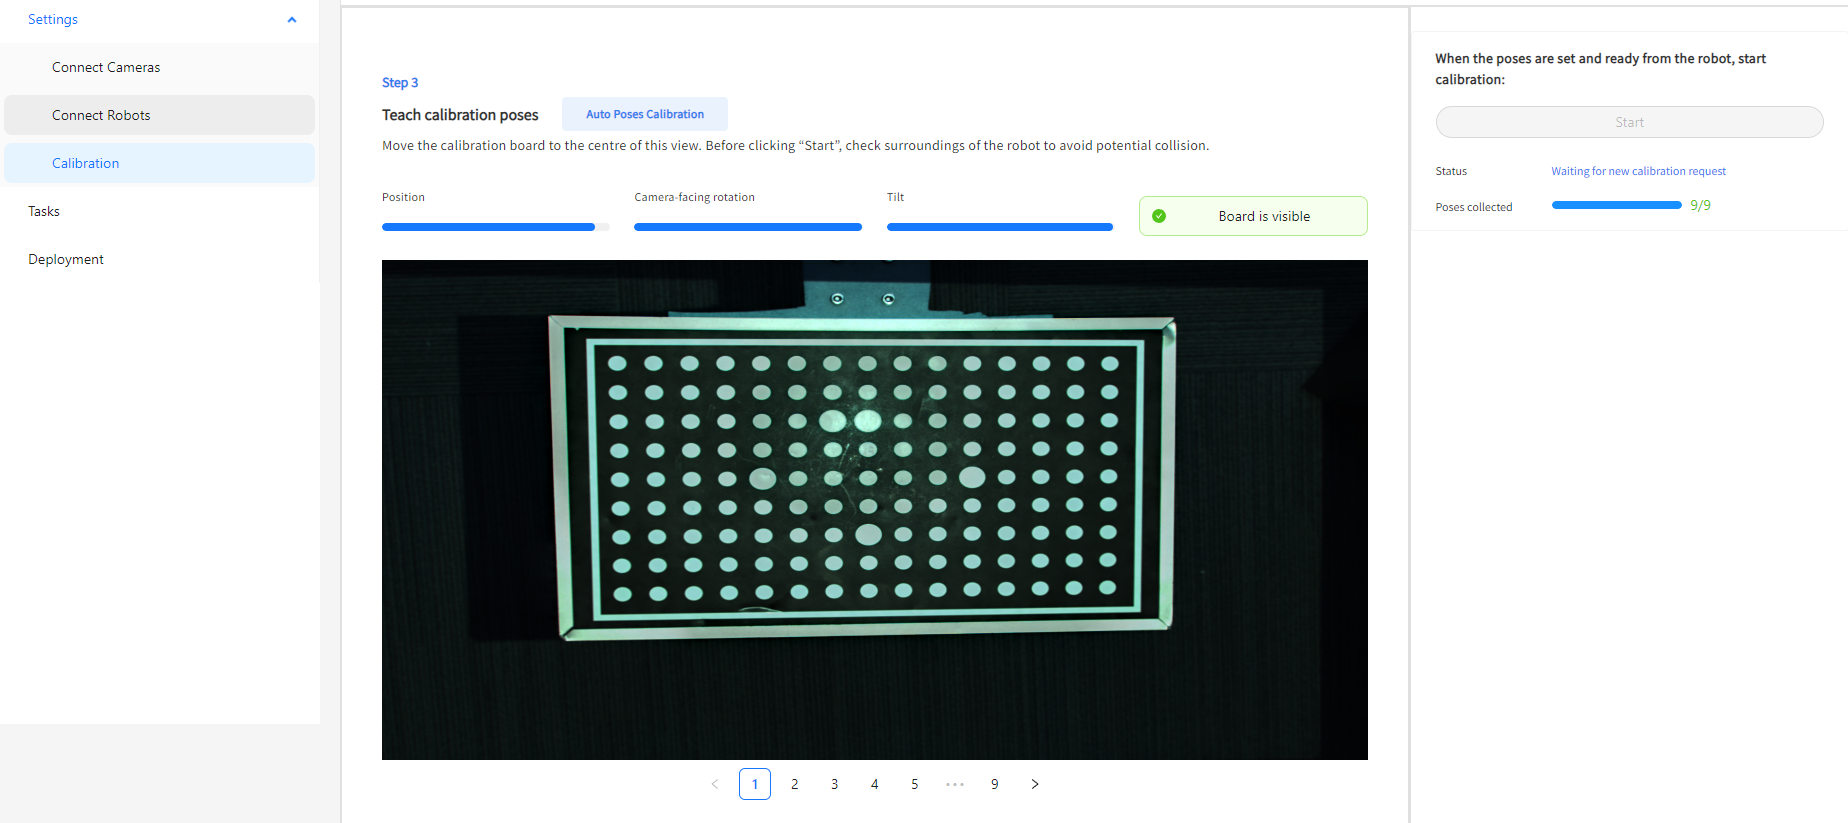 Settings
Connect Cameras
Connect Robots
Calibration
Tasks
Deployment
Step 3
Teach calibration poses
Auto Poses Calibration
Move the calibration board to the centre of this view. Before clicking “Start”, check surroundings of the robot to avoid potential collision.
Position
Camera-facing rotation
Tilt
Board is visible
1 2 3 4 5 ••• 9
When the poses are set and ready from the robot, start
calibration:
Start
Status
Waiting for new calibration request
Poses collected
9/9